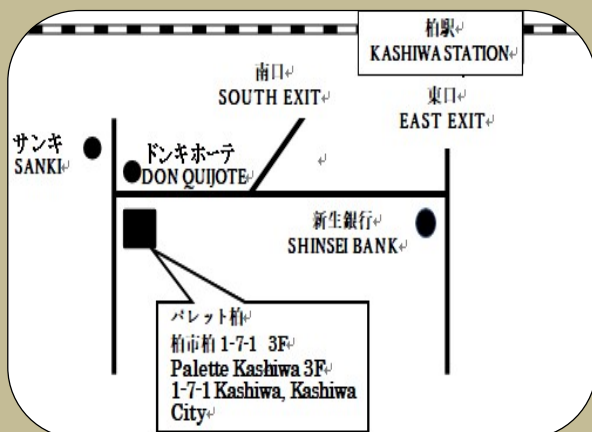 柏駅
KASHIWA STATION
南口
SOUTH EXIT
東口
EAST EXIT
サンキ
SANKI
ドンキホーテ
DON QUIJOTE
新生銀行
SHINSEI BANK
パレット柏
柏市柏 1-7-1 3F
Palette Kashiwa 3F
1-7-1 Kashiwa, Kashiwa
City